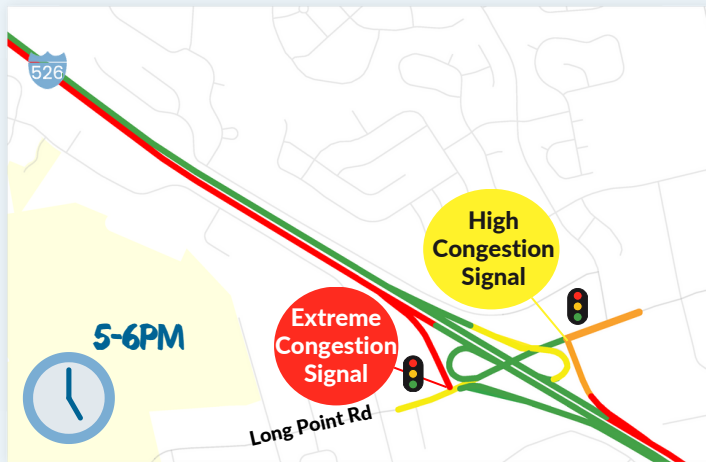 526
High
Congestion
Signal
Extreme
Congestion
Signal
5-6PM
Long Point Rd